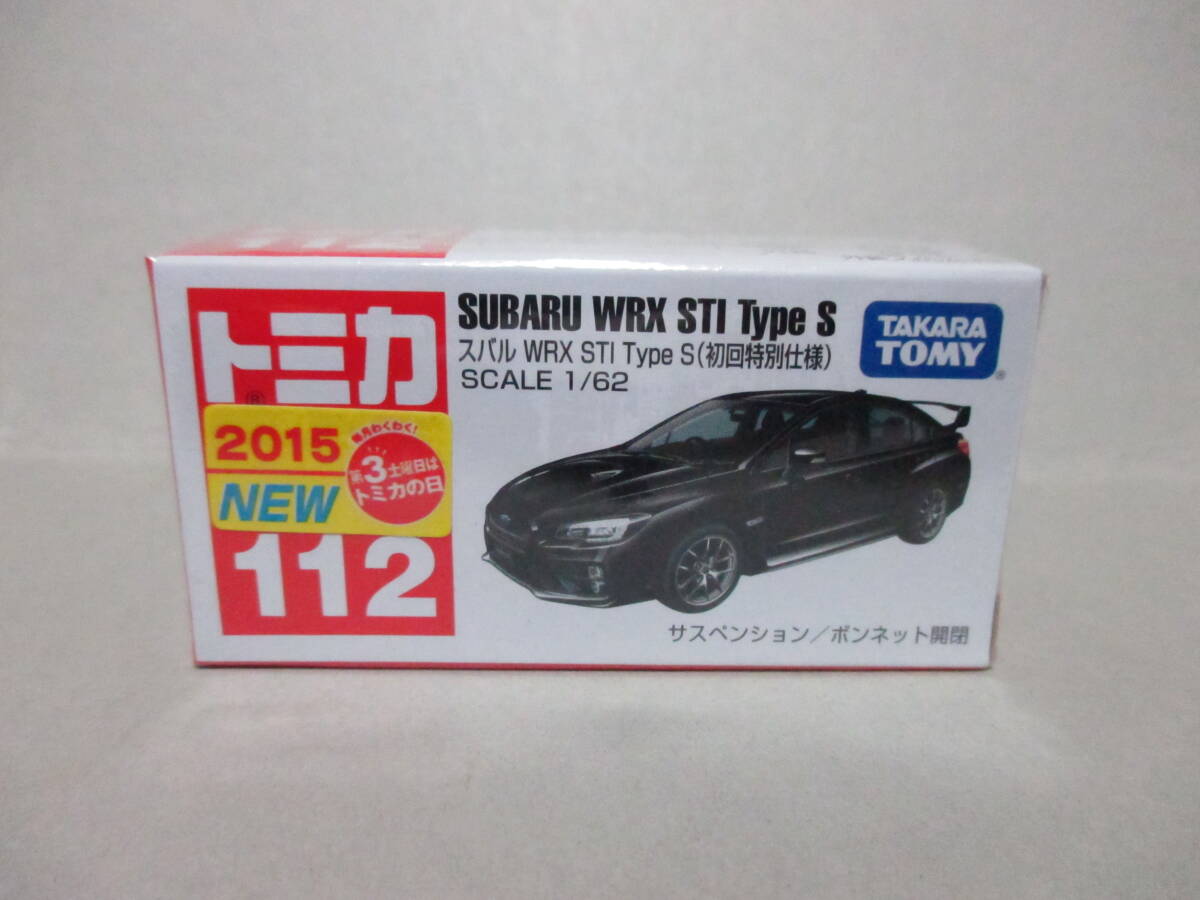 トミカ
®
2015
NEW
毎月わくわく!
第3土曜日は
トミカの日
112
SUBARU WRX STI Type S
スバル WRX STI Type S(初回特別仕様)
SCALE 1/62
TAKARA
TOMY
®
サスペンション/ボンネット開閉